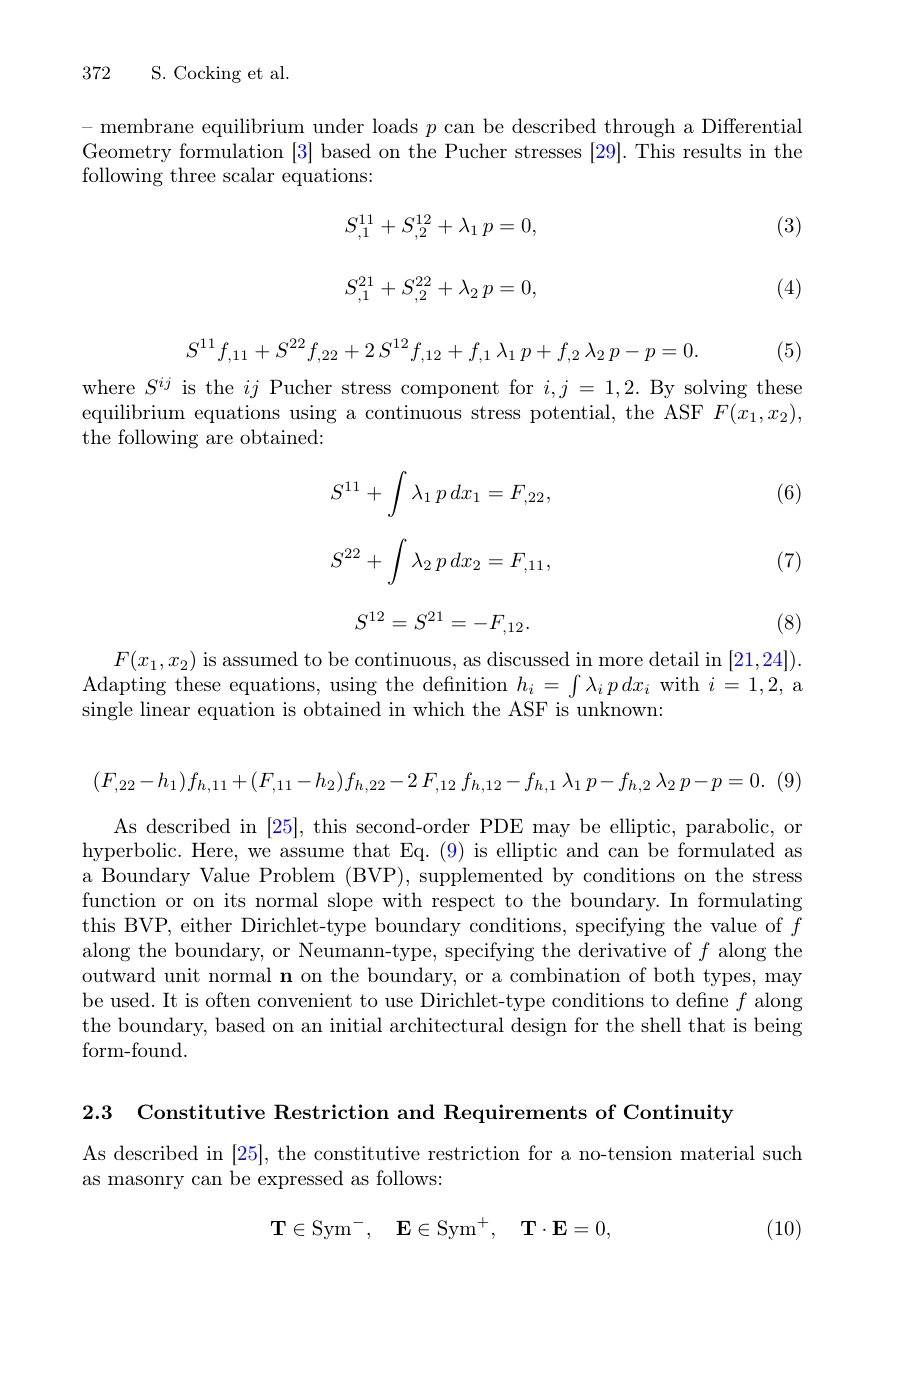 372 S. Cocking et al.
– membrane equilibrium under loads p can be described through a Differential
Geometry formulation [3] based on the Pucher stresses [29]. This results in the
following three scalar equations:
S^{11}_{,1} + S^{12}_{,2} + λ_1 p = 0, (3)
S^{21}_{,1} + S^{22}_{,2} + λ_2 p = 0, (4)
S^{11}f_{,11} + S^{22}f_{,22} + 2 S^{12}f_{,12} + f_{,1} λ_1 p + f_{,2} λ_2 p − p = 0. (5)
where S^{ij} is the ij Pucher stress component for i, j = 1, 2. By solving these
equilibrium equations using a continuous stress potential, the ASF F(x_1, x_2),
the following are obtained:
S^{11} + ∫ λ_1 p dx_1 = F_{,22}, (6)
S^{22} + ∫ λ_2 p dx_2 = F_{,11}, (7)
S^{12} = S^{21} = −F_{,12}. (8)
F(x_1, x_2) is assumed to be continuous, as discussed in more detail in [21,24]).
Adapting these equations, using the definition h_i = ∫ λ_i p dx_i with i = 1, 2, a
single linear equation is obtained in which the ASF is unknown:
(F_{,22} − h_1)f_{h,11} + (F_{,11} − h_2)f_{h,22} − 2 F_{,12} f_{h,12} − f_{h,1} λ_1 p − f_{h,2} λ_2 p − p = 0. (9)
As described in [25], this second-order PDE may be elliptic, parabolic, or
hyperbolic. Here, we assume that Eq. (9) is elliptic and can be formulated as
a Boundary Value Problem (BVP), supplemented by conditions on the stress
function or on its normal slope with respect to the boundary. In formulating
this BVP, either Dirichlet-type boundary conditions, specifying the value of f
along the boundary, or Neumann-type, specifying the derivative of f along the
outward unit normal n on the boundary, or a combination of both types, may
be used. It is often convenient to use Dirichlet-type conditions to define f along
the boundary, based on an initial architectural design for the shell that is being
form-found.
2.3 Constitutive Restriction and Requirements of Continuity
As described in [25], the constitutive restriction for a no-tension material such
as masonry can be expressed as follows:
T ∈ Sym^−, E ∈ Sym^+, T · E = 0, (10)